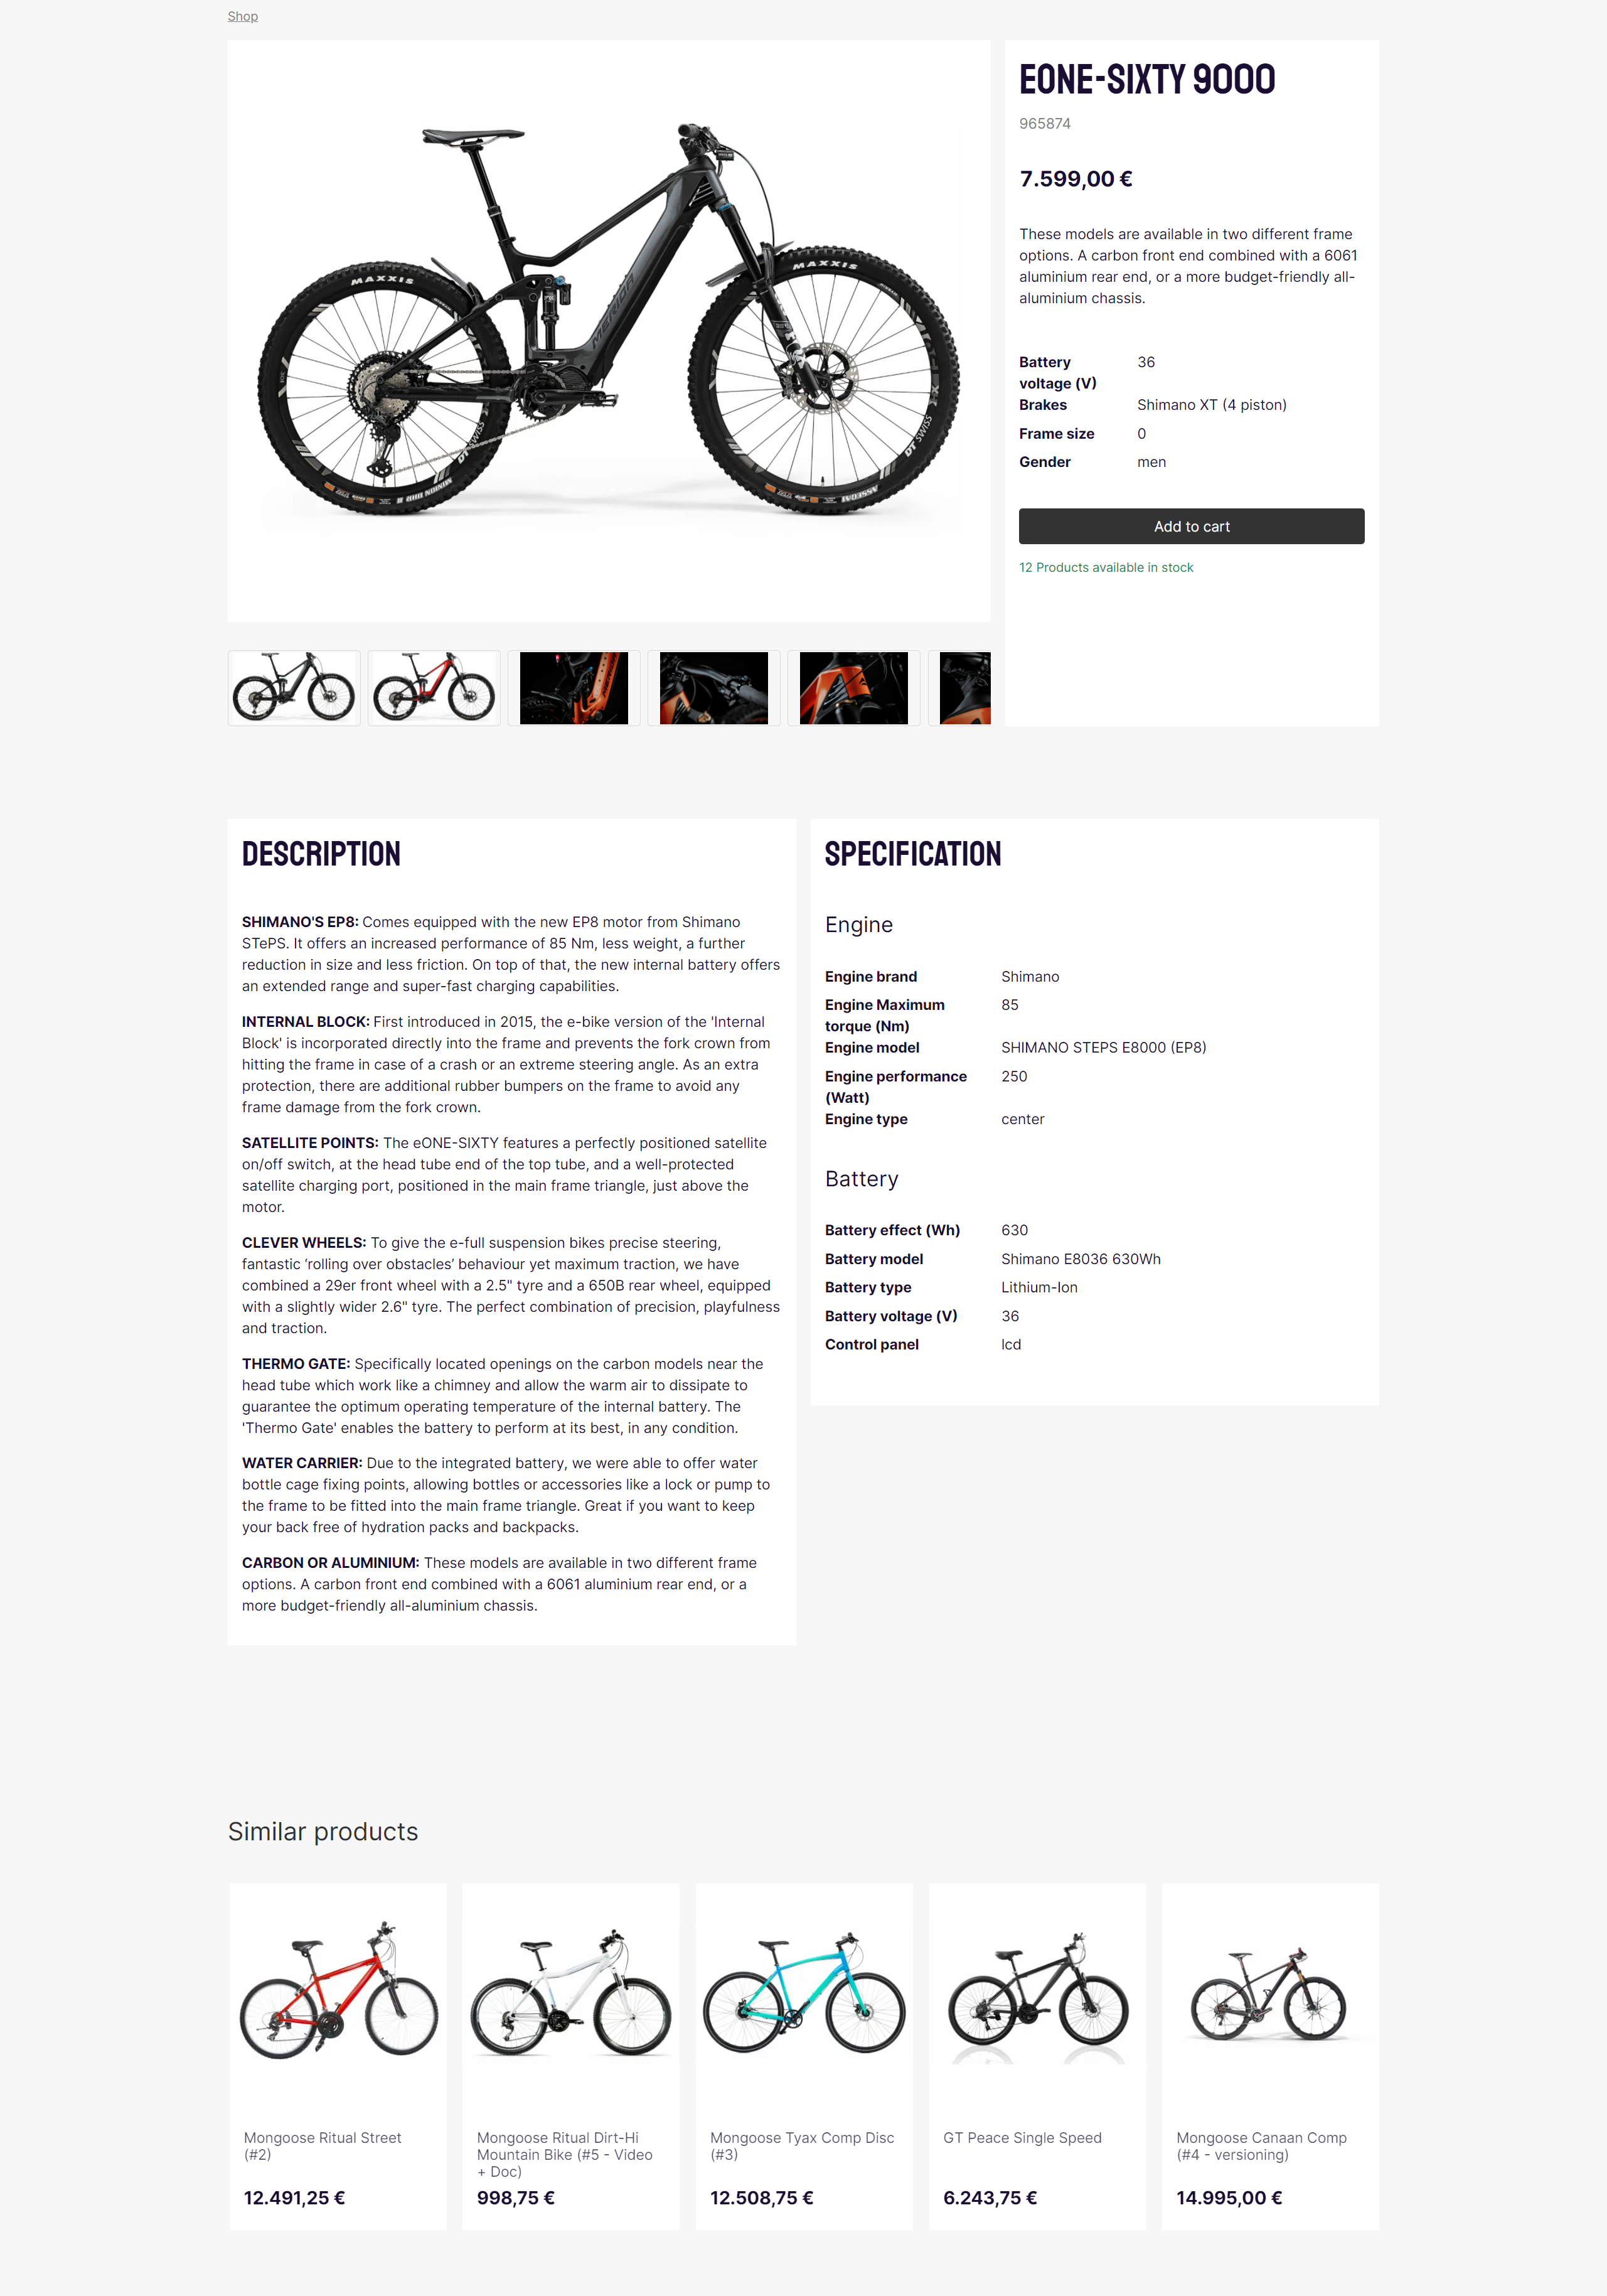 Shop
EONE-SIXTY 9000
965874
7.599,00 €
These models are available in two different frame
options. A carbon front end combined with a 6061
aluminium rear end, or a more budget-friendly all-
aluminium chassis.
Battery voltage (V) 36
Brakes Shimano XT (4 piston)
Frame size 0
Gender men
Add to cart
12 Products available in stock
MAXXIS
MAXXIS
MERIDA
DT SWISS
DT SWISS
DESCRIPTION
SHIMANO'S EP8: Comes equipped with the new EP8 motor from Shimano
STePS. It offers an increased performance of 85 Nm, less weight, a further
reduction in size and less friction. On top of that, the new internal battery offers
an extended range and super-fast charging capabilities.
INTERNAL BLOCK: First introduced in 2015, the e-bike version of the 'Internal
Block' is incorporated directly into the frame and prevents the fork crown from
hitting the frame in case of a crash or an extreme steering angle. As an extra
protection, there are additional rubber bumpers on the frame to avoid any
frame damage from the fork crown.
SATELLITE POINTS: The eONE-SIXTY features a perfectly positioned satellite
on/off switch, at the head tube end of the top tube, and a well-protected
satellite charging port, positioned in the main frame triangle, just above the
motor.
CLEVER WHEELS: To give the e-full suspension bikes precise steering,
fantastic ‘rolling over obstacles’ behaviour yet maximum traction, we have
combined a 29er front wheel with a 2.5" tyre and a 650B rear wheel, equipped
with a slightly wider 2.6" tyre. The perfect combination of precision, playfulness
and traction.
THERMO GATE: Specifically located openings on the carbon models near the
head tube which work like a chimney and allow the warm air to dissipate to
guarantee the optimum operating temperature of the internal battery. The
'Thermo Gate' enables the battery to perform at its best, in any condition.
WATER CARRIER: Due to the integrated battery, we were able to offer water
bottle cage fixing points, allowing bottles or accessories like a lock or pump to
the frame to be fitted into the main frame triangle. Great if you want to keep
your back free of hydration packs and backpacks.
CARBON OR ALUMINIUM: These models are available in two different frame
options. A carbon front end combined with a 6061 aluminium rear end, or a
more budget-friendly all-aluminium chassis.
SPECIFICATION
Engine
Engine brand Shimano
Engine Maximum torque (Nm) 85
Engine model SHIMANO STEPS E8000 (EP8)
Engine performance (Watt) 250
Engine type center
Battery
Battery effect (Wh) 630
Battery model Shimano E8036 630Wh
Battery type Lithium-Ion
Battery voltage (V) 36
Control panel lcd
Similar products
Mongoose Ritual Street
(#2)
12.491,25 €
Mongoose Ritual Dirt-Hi
Mountain Bike (#5 - Video
+ Doc)
998,75 €
Mongoose Tyax Comp Disc
(#3)
12.508,75 €
GT Peace Single Speed
6.243,75 €
Mongoose Canaan Comp
(#4 - versioning)
14.995,00 €